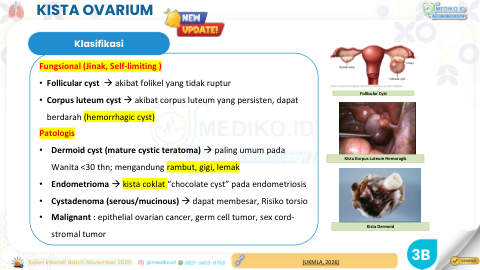 KISTA OVARIUM
NEW
UPDATE!
MEDIKO.ID
Klasifikasi
Fungsional (Jinak, Self-limiting )
• Follicular cyst → akibat folikel yang tidak ruptur
• Corpus luteum cyst → akibat corpus luteum yang persisten, dapat
berdarah (hemorrhagic cyst)
Patologis
• Dermoid cyst (mature cystic teratoma) → paling umum pada
Wanita <30 thn; mengandung rambut, gigi, lemak
• Endometrioma → kista coklat "chocolate cyst" pada endometriosis
• Cystadenoma (serous/mucinous) → dapat membesar, Risiko torsio
• Malignant : epithelial ovarian cancer, germ cell tumor, sex cord-
stromal tumor
MEDIKO.ID
Follicular Cyst
Kista Korpus Luteum Hemoragik
Kista Dermoid
(UKMLA, 2026)
3B